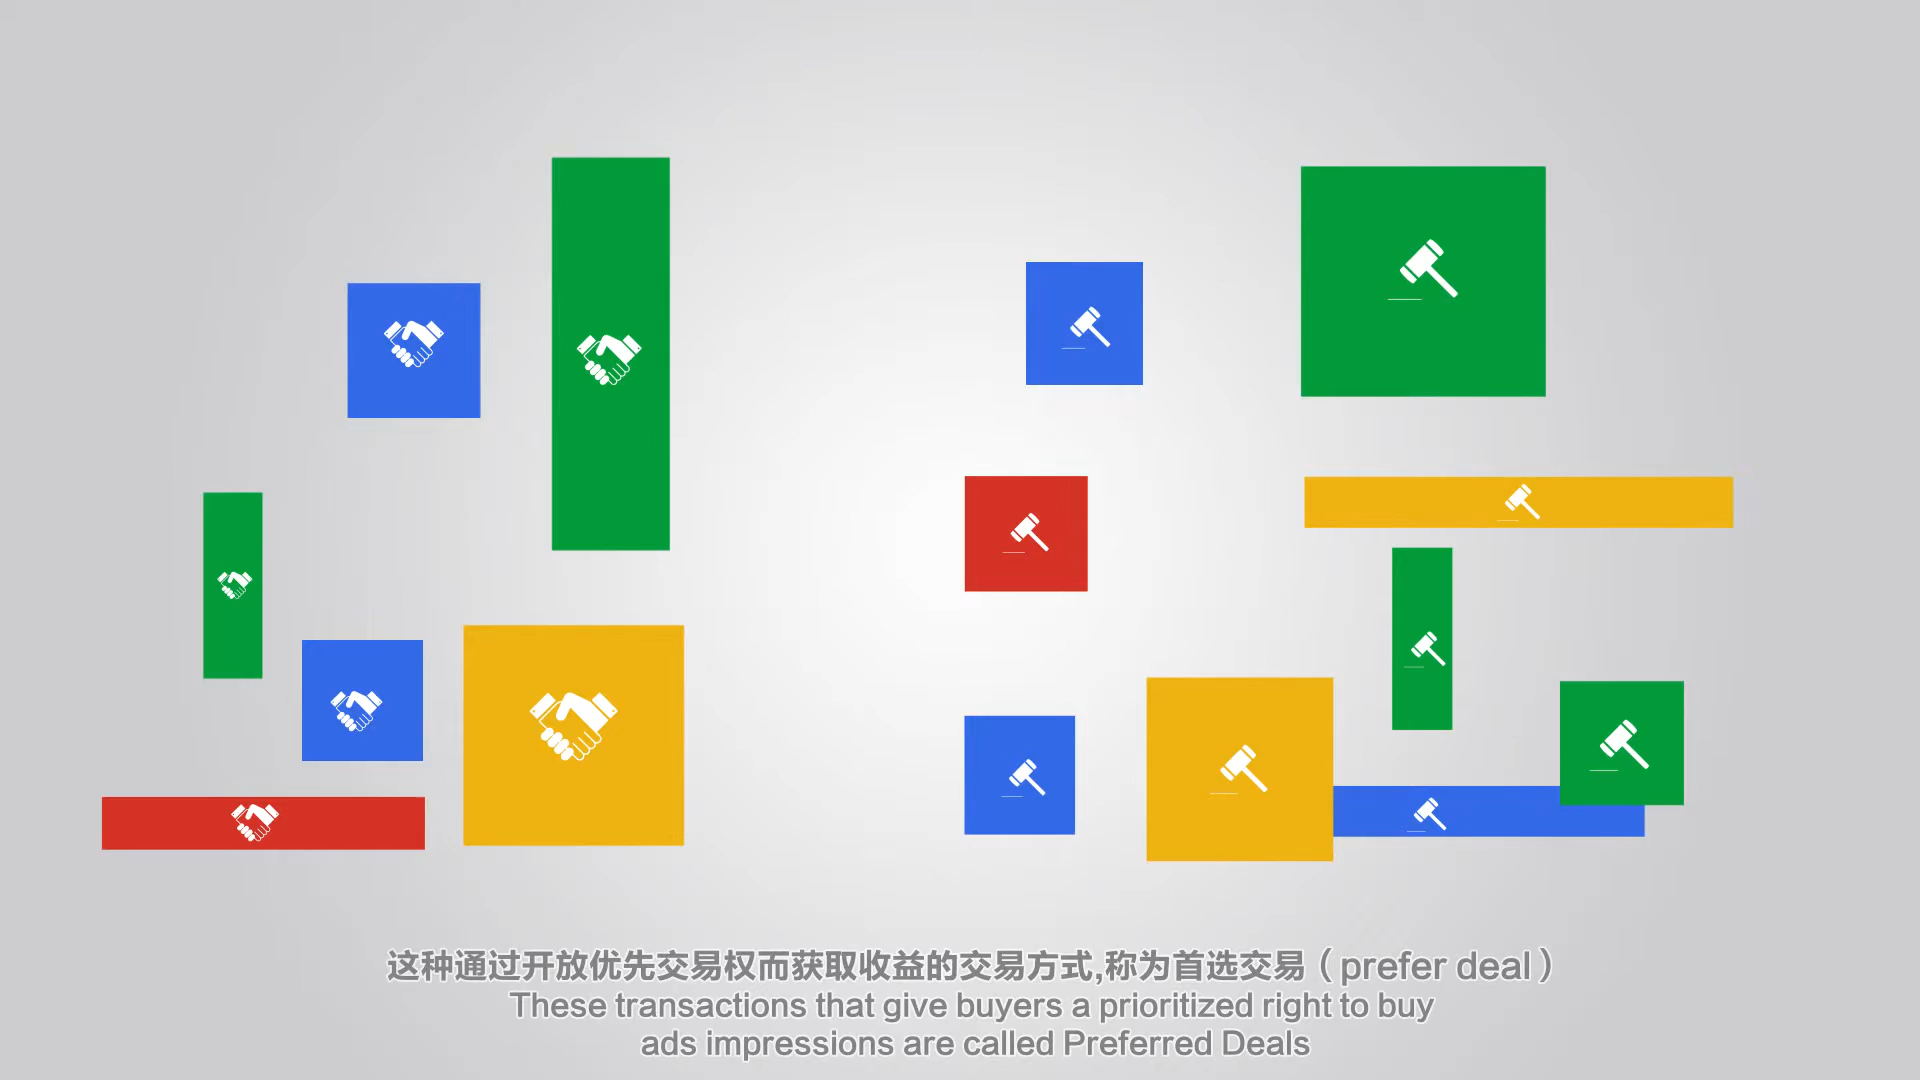 这种通过开放优先交易权而获取收益的交易方式,称为首选交易（prefer deal）
These transactions that give buyers a prioritized right to buy
ads impressions are called Preferred Deals